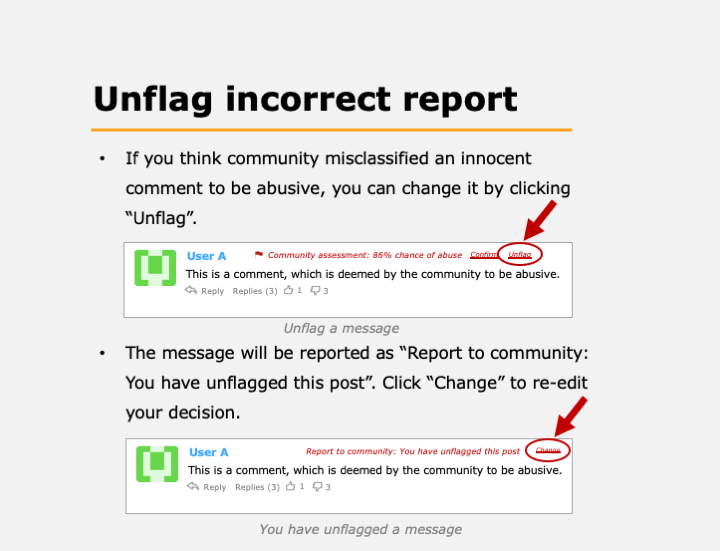 Unflag incorrect report
• If you think community misclassified an innocent
comment to be abusive, you can change it by clicking
“Unflag”.
User A Community assessment: 86% chance of abuse Confirm Unflag
This is a comment, which is deemed by the community to be abusive.
Reply Replies (3) 1 3
Unflag a message
• The message will be reported as “Report to community:
You have unflagged this post”. Click “Change” to re-edit
your decision.
User A Report to community: You have unflagged this post Change
This is a comment, which is deemed by the community to be abusive.
Reply Replies (3) 1 3
You have unflagged a message